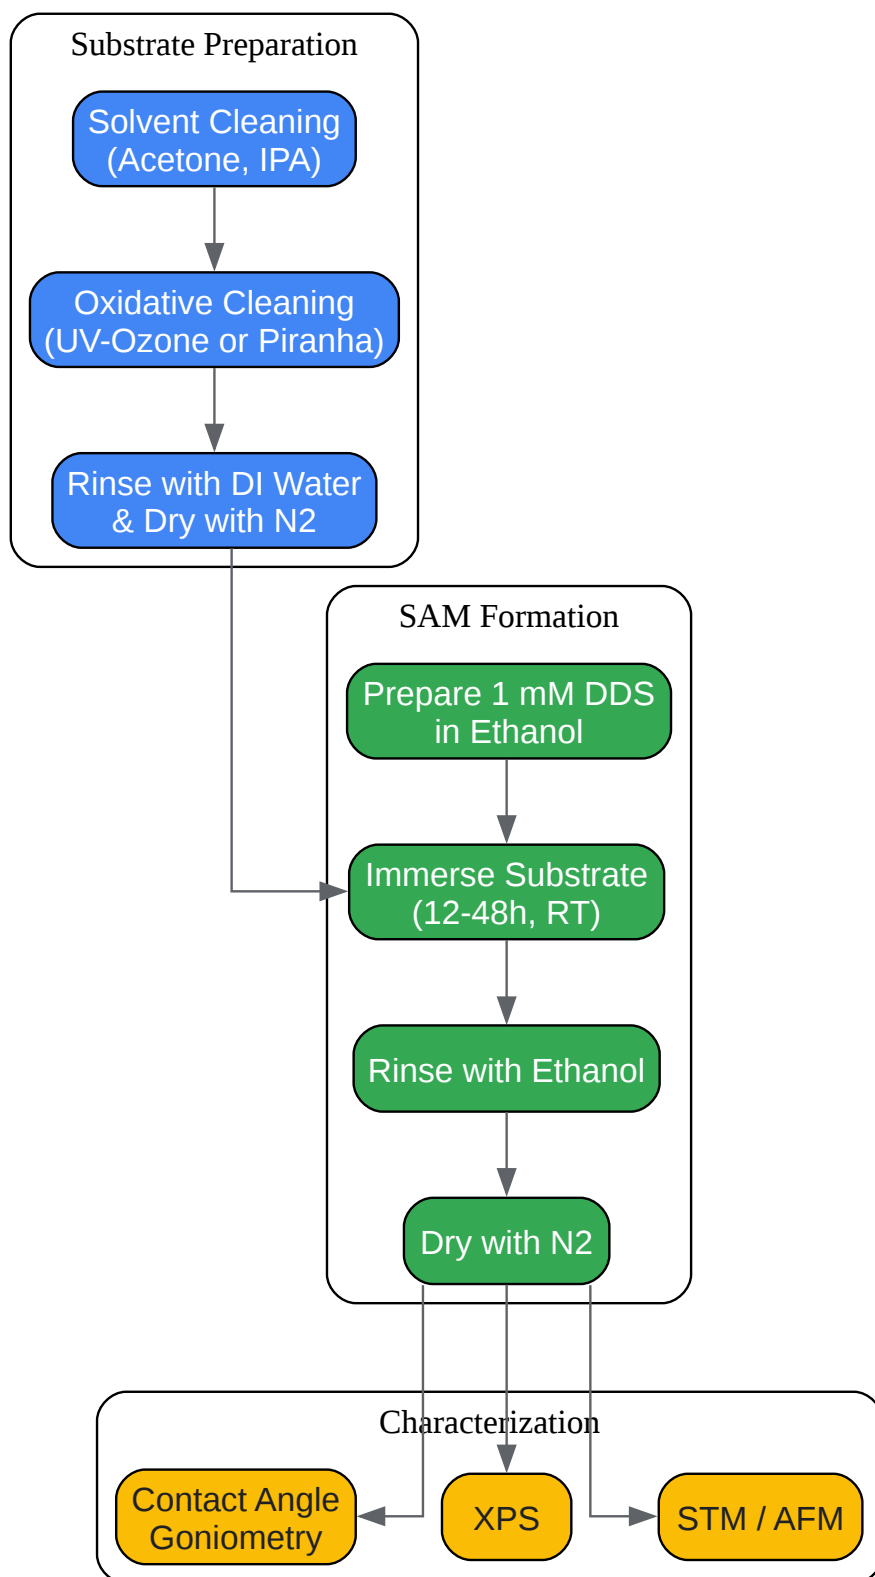 Substrate Preparation
Solvent Cleaning
(Acetone, IPA)
Oxidative Cleaning
(UV-Ozone or Piranha)
Rinse with DI Water
& Dry with N2
SAM Formation
Prepare 1 mM DDS
in Ethanol
Immerse Substrate
(12-48h, RT)
Rinse with Ethanol
Dry with N2
Characterization
Contact Angle
Goniometry
XPS
STM / AFM